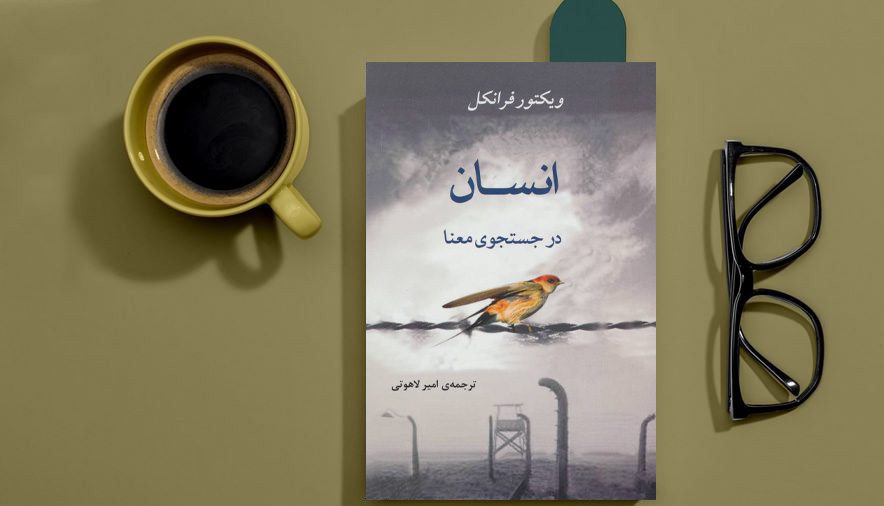 ویکتور فرانکل
انسان
در جستجوی معنا
ترجمه‌ی امیر لاهوتی